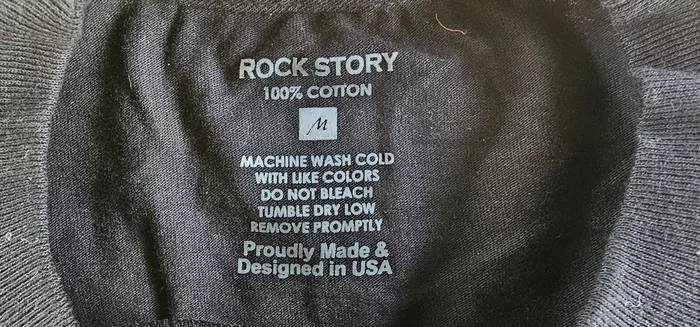 ROCK STORY
100% COTTON
M
MACHINE WASH COLD
WITH LIKE COLORS
DO NOT BLEACH
TUMBLE DRY LOW
REMOVE PROMPTLY
Proudly Made &
Designed in USA